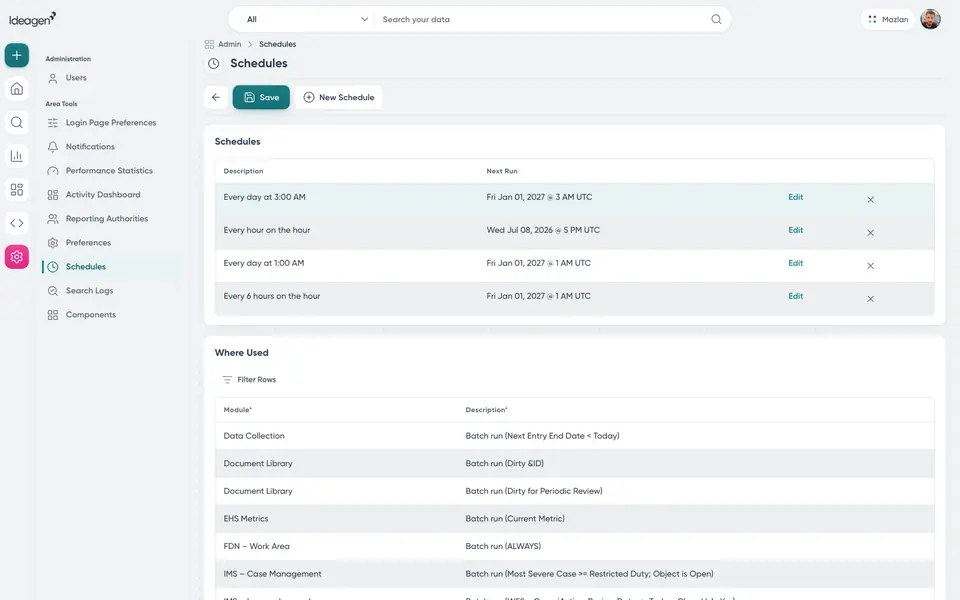 Ideagen
All
Search your data
Mazlan
Admin
Schedules
Schedules
Save
New Schedule
Administration
Users
Area Tools
Login Page Preferences
Notifications
Performance Statistics
Activity Dashboard
Reporting Authorities
Preferences
Schedules
Search Logs
Components
Schedules
Description Next Run
Every day at 3:00 AM Fri Jan 01, 2027 @ 3 AM UTC Edit
Every hour on the hour Wed Jul 08, 2026 @ 5 PM UTC Edit
Every day at 1:00 AM Fri Jan 01, 2027 @ 1 AM UTC Edit
Every 6 hours on the hour Fri Jan 01, 2027 @ 1 AM UTC Edit
Where Used
Filter Rows
Module* Description*
Data Collection Batch run (Next Entry End Date < Today)
Document Library Batch run (Dirty &ID)
Document Library Batch run (Dirty for Periodic Review)
EHS Metrics Batch run (Current Metric)
FDN – Work Area Batch run (ALWAYS)
IMS – Case Management Batch run (Most Severe Case >= Restricted Duty; Object is Open)